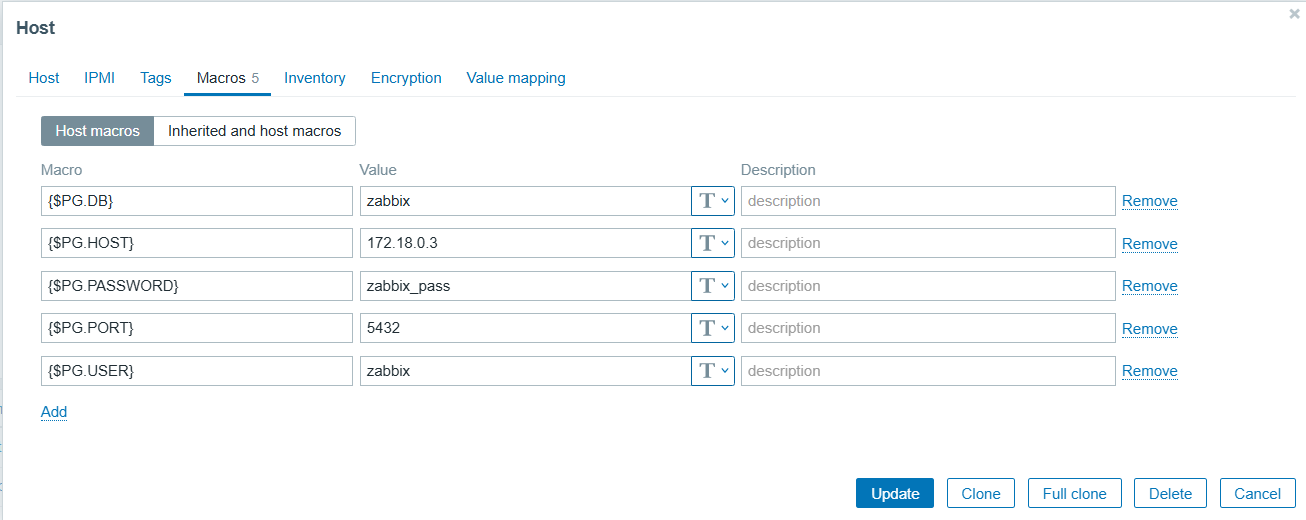 Host
Host IPMI Tags Macros 5 Inventory Encryption Value mapping
Host macros Inherited and host macros
Macro Value Description
{$PG.DB} zabbix T description Remove
{$PG.HOST} 172.18.0.3 T description Remove
{$PG.PASSWORD} zabbix_pass T description Remove
{$PG.PORT} 5432 T description Remove
{$PG.USER} zabbix T description Remove
Add
Update Clone Full clone Delete Cancel